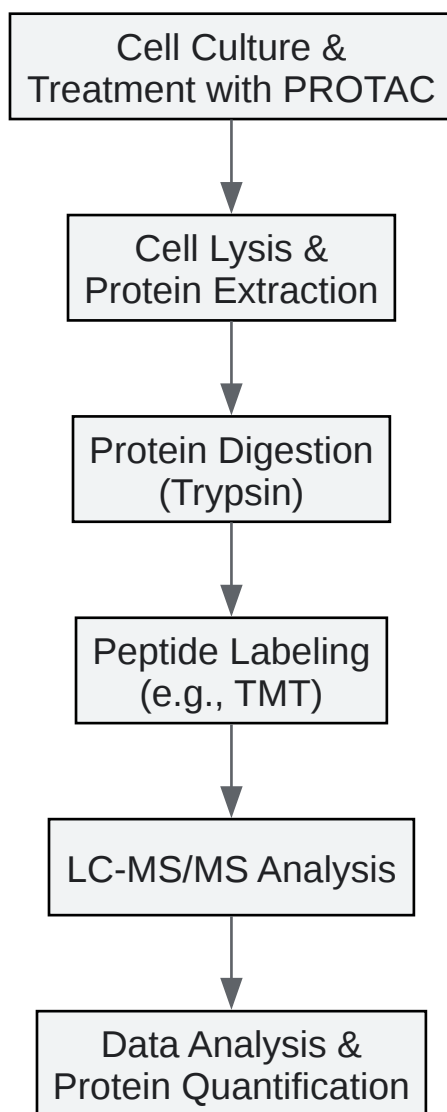 Cell Culture &
Treatment with PROTAC
Cell Lysis &
Protein Extraction
Protein Digestion
(Trypsin)
Peptide Labeling
(e.g., TMT)
LC-MS/MS Analysis
Data Analysis &
Protein Quantification